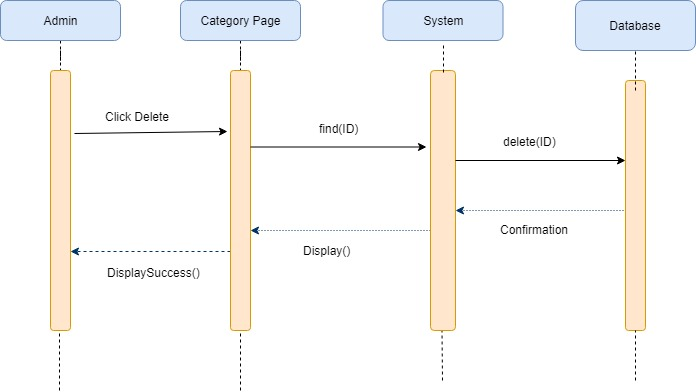 Admin
Category Page
System
Database
Click Delete
find(ID)
delete(ID)
Confirmation
Display()
DisplaySuccess()